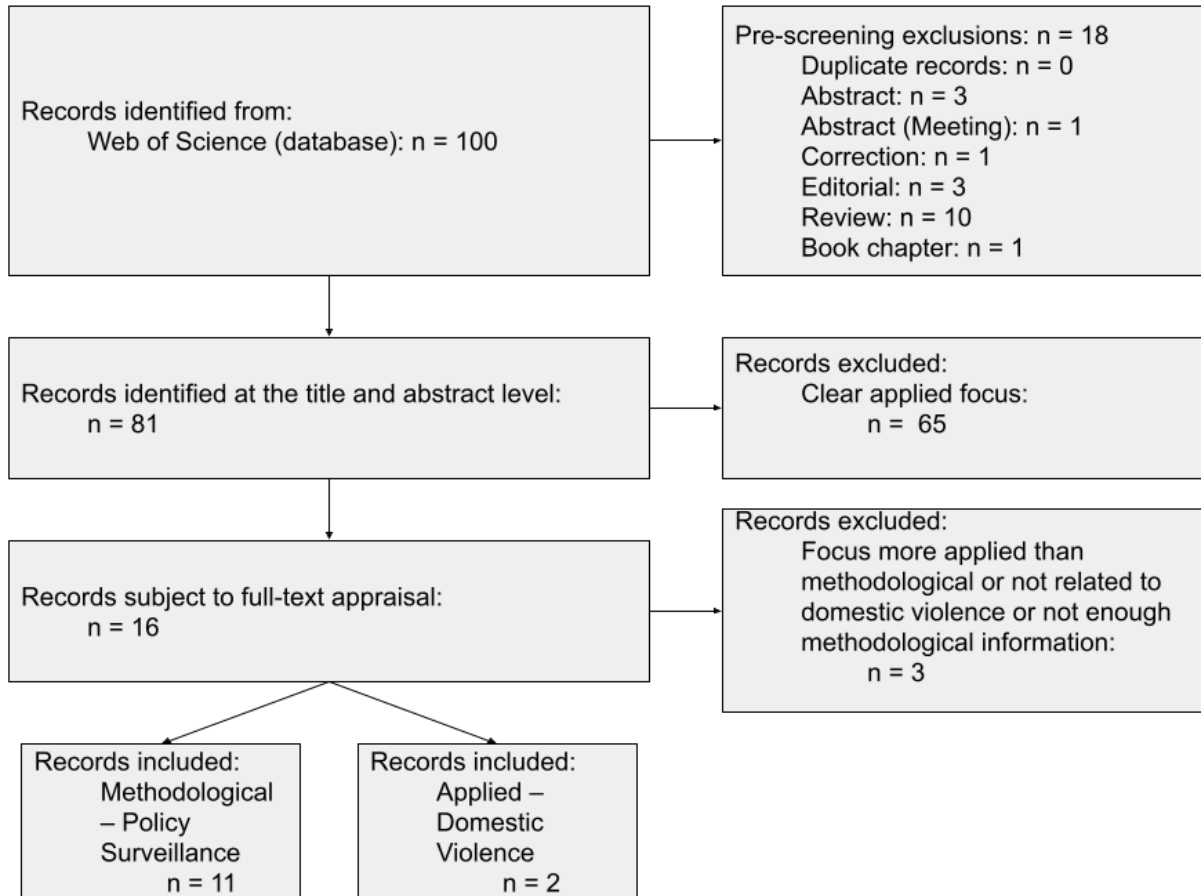 Records identified from:
Web of Science (database): n = 100
Pre-screening exclusions: n = 18
Duplicate records: n = 0
Abstract: n = 3
Abstract (Meeting): n = 1
Correction: n = 1
Editorial: n = 3
Review: n = 10
Book chapter: n = 1
Records identified at the title and abstract level:
n = 81
Records excluded:
Clear applied focus:
n = 65
Records subject to full-text appraisal:
n = 16
Records excluded:
Focus more applied than
methodological or not related to
domestic violence or not enough
methodological information:
n = 3
Records included:
Methodological
– Policy
Surveillance
n = 11
Records included:
Applied –
Domestic
Violence
n = 2